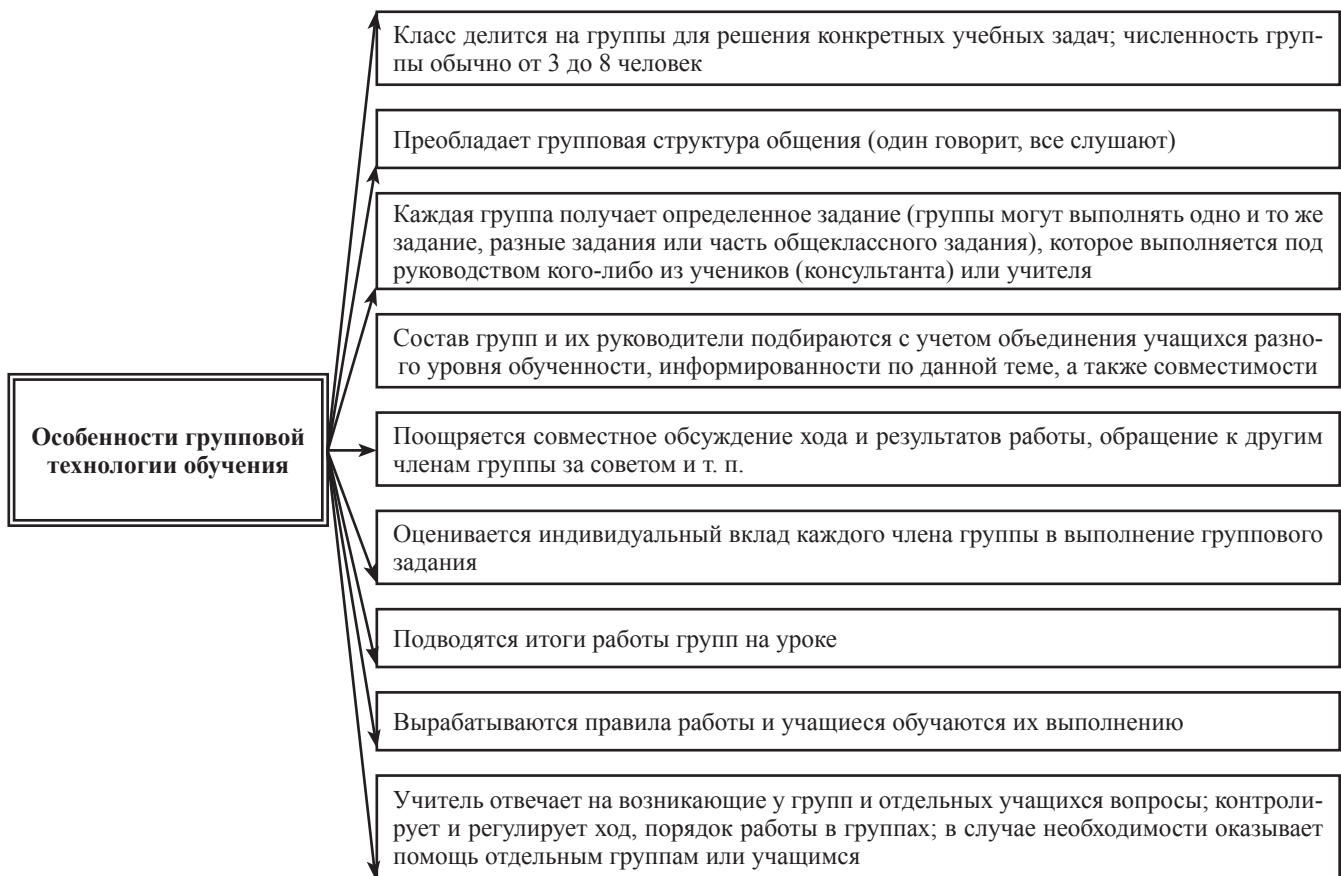 Класс делится на группы для решения конкретных учебных задач; численность груп-
пы обычно от 3 до 8 человек
Преобладает групповая структура общения (один говорит, все слушают)
Каждая группа получает определенное задание (группы могут выполнять одно и то же
задание, разные задания или часть общеклассного задания), которое выполняется под
руководством кого-либо из учеников (консультанта) или учителя
Состав групп и их руководители подбираются с учетом объединения учащихся разно-
го уровня обученности, информированности по данной теме, а также совместимости
Особенности групповой
технологии обучения
Поощряется совместное обсуждение хода и результатов работы, обращение к другим
членам группы за советом и т. п.
Оценивается индивидуальный вклад каждого члена группы в выполнение группового
задания
Подводятся итоги работы групп на уроке
Вырабатываются правила работы и учащиеся обучаются их выполнению
Учитель отвечает на возникающие у групп и отдельных учащихся вопросы; контроли-
рует и регулирует ход, порядок работы в группах; в случае необходимости оказывает
помощь отдельным группам или учащимся